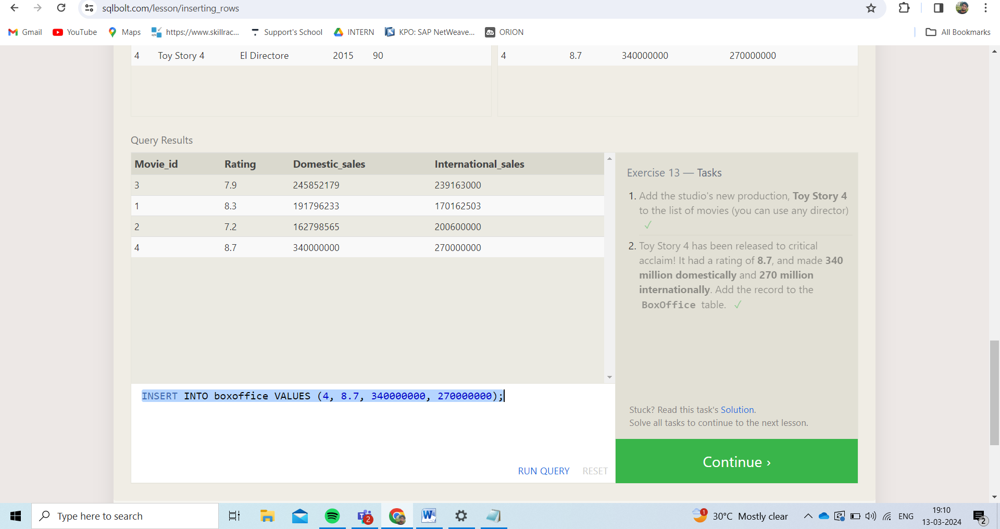 sqlbolt.com/lesson/inserting_rows
Gmail YouTube Maps https://www.skillrac... Support's School INTERN KPO: SAP NetWeave... ORION All Bookmarks
4 Toy Story 4 El Directore 2015 90 4 8.7 340000000 270000000
Query Results
Movie_id Rating Domestic_sales International_sales
3 7.9 245852179 239163000
1 8.3 191796233 170162503
2 7.2 162798565 200600000
4 8.7 340000000 270000000
Exercise 13 — Tasks
1. Add the studio's new production, Toy Story 4
to the list of movies (you can use any director)
✓
2. Toy Story 4 has been released to critical
acclaim! It had a rating of 8.7, and made 340
million domestically and 270 million
internationally. Add the record to the
BoxOffice table. ✓
INSERT INTO boxoffice VALUES (4, 8.7, 340000000, 270000000);
Stuck? Read this task's Solution.
Solve all tasks to continue to the next lesson.
RUN QUERY RESET
Continue ›
Type here to search
2
1
30°C Mostly clear
ENG
19:10
13-03-2024
2